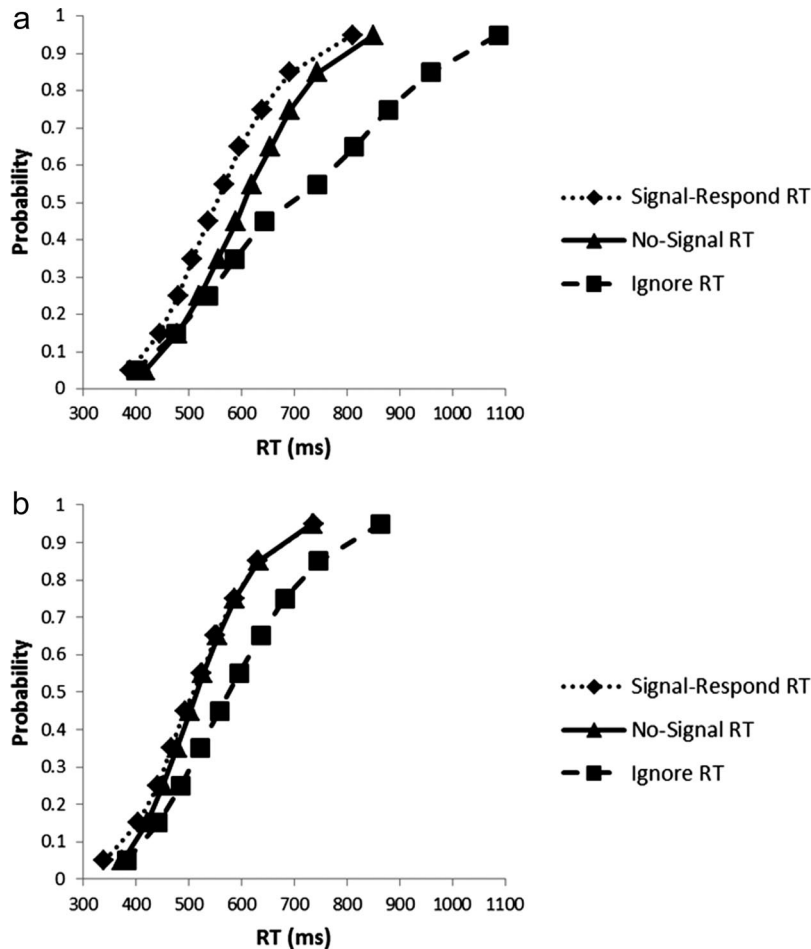 a
1
0.9
0.8
0.7
0.6
0.5
0.4
0.3
0.2
0.1
0
Probability
300 400 500 600 700 800 900 1000 1100
RT (ms)
Signal-Respond RT
No-Signal RT
Ignore RT
b
1
0.9
0.8
0.7
0.6
0.5
0.4
0.3
0.2
0.1
0
Probability
300 400 500 600 700 800 900 1000 1100
RT (ms)
Signal-Respond RT
No-Signal RT
Ignore RT